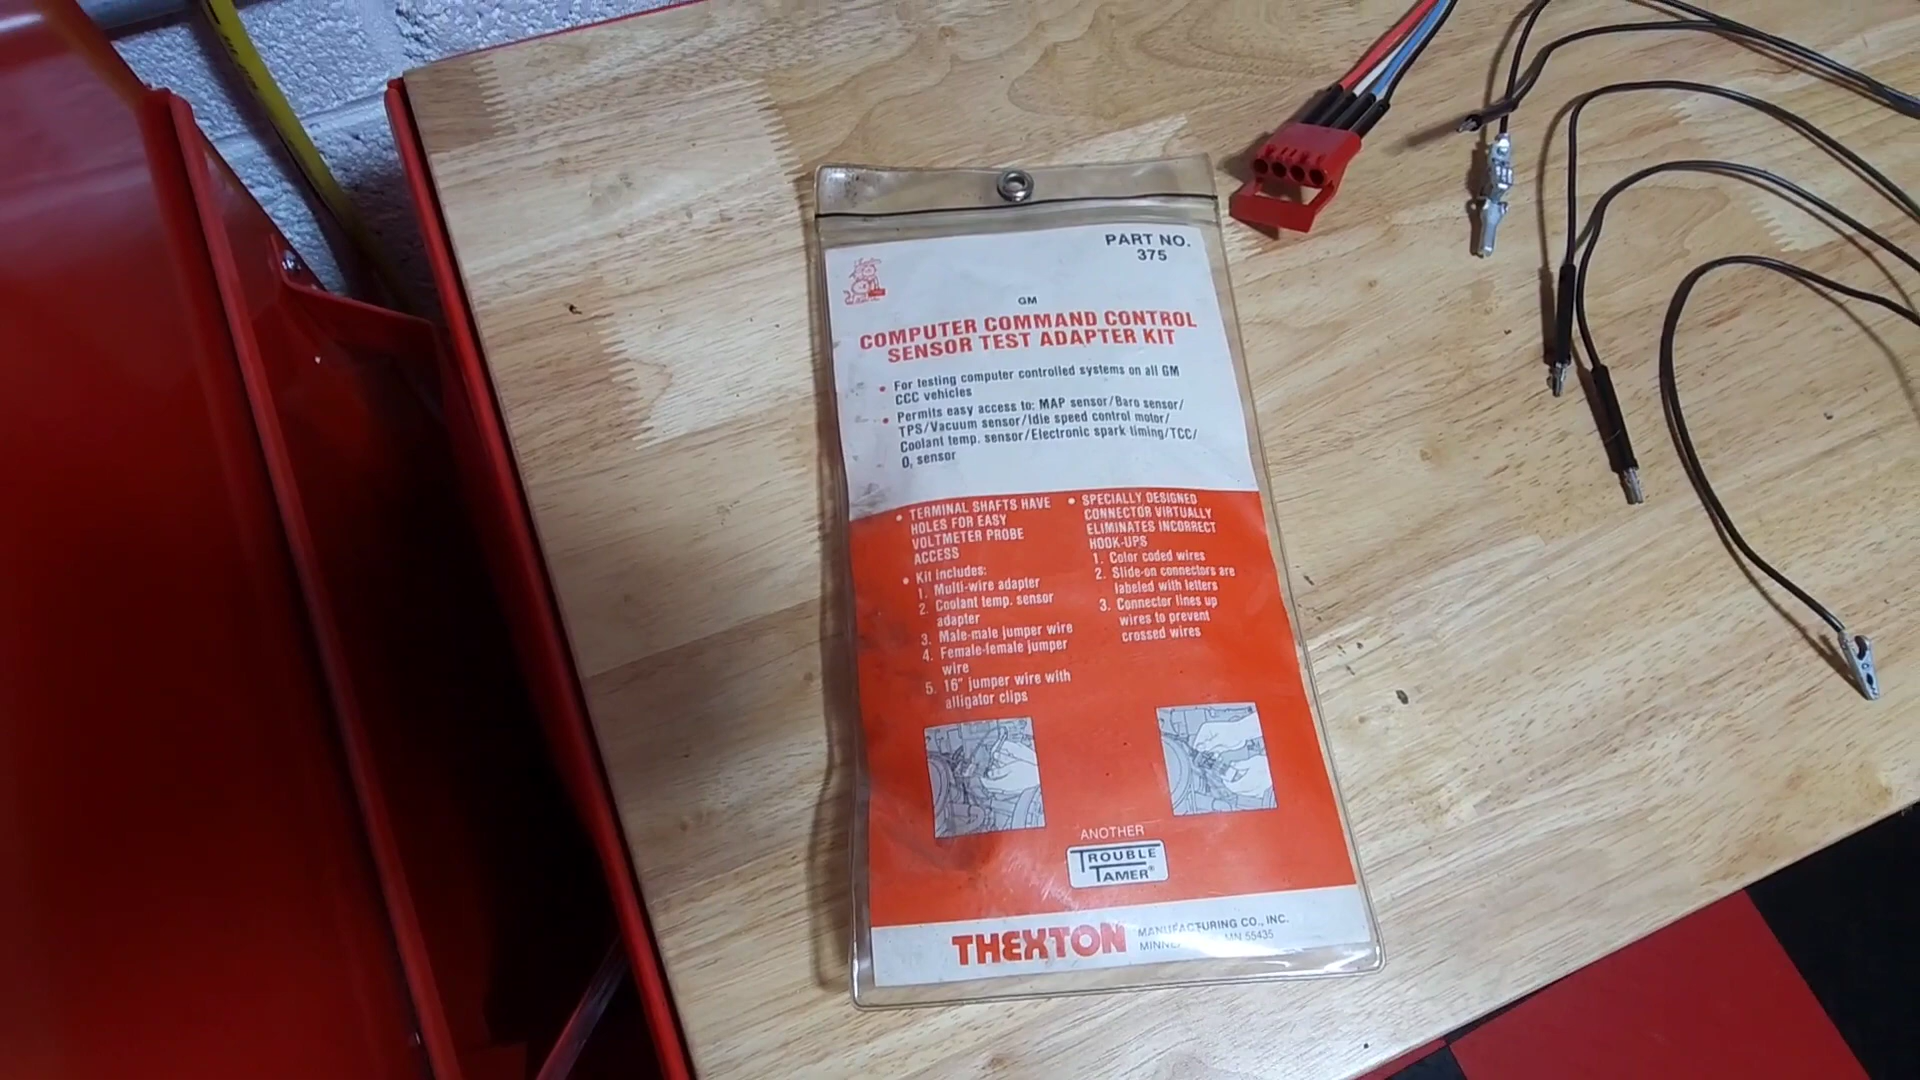 PART NO.
375
GM
COMPUTER COMMAND CONTROL
SENSOR TEST ADAPTER KIT
• For testing computer controlled systems on all GM
CCC vehicles
• Permits easy access to: MAP sensor/Baro sensor/
TPS/Vacuum sensor/Idle speed control motor/
Coolant temp. sensor/Electronic spark timing/TCC/
O₂ sensor
• TERMINAL SHAFTS HAVE
HOLES FOR EASY
VOLTMETER PROBE
ACCESS
• Kit includes:
1. Multi-wire adapter
2. Coolant temp. sensor
adapter
3. Male-male jumper wire
4. Female-female jumper
wire
5. 16" jumper wire with
alligator clips
• SPECIALLY DESIGNED
CONNECTOR VIRTUALLY
ELIMINATES INCORRECT
HOOK-UPS
1. Color coded wires
2. Slide-on connectors are
labeled with letters
3. Connector lines up
wires to prevent
crossed wires
ANOTHER
TROUBLE
TAMER®
THEXTON
MANUFACTURING CO., INC.
MN 55435